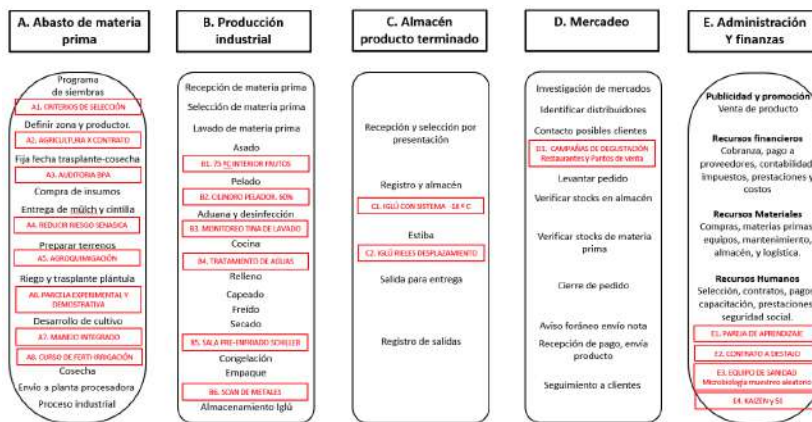 A. Abasto de materia
prima
Programa
de siembras
A1. CRITERIOS DE SELECCIÓN
Definir zona y productor.
A2. AGRICULTURA X CONTRATO
Fija fecha trasplante-cosecha
A3. AUDITORIA BPA
Compra de insumos
Entrega de mülch y cintilla
A4. REDUCIR RIESGO SENASICA
Preparar terrenos
A5. AGROQUIMIGACIÓN
Riego y trasplante plántula
A6. PARCELA EXPERIMENTAL Y
DEMOSTRATIVA
Desarrollo de cultivo
A7. MANEJO INTEGRADO
A8. CURSO DE FERTI-IRRIGACIÓN
Cosecha
Envío a planta procesadora
Proceso industrial
B. Producción
industrial
Recepción de materia prima
Selección de materia prima
Lavado de materia prima
Asado
B1. 75 ºC INTERIOR FRUTOS
Pelado
B2. CILINDRO PELADOR. 60%
Aduana y desinfección
B3. MONITOREO TINA DE LAVADO
Cocina
B4. TRATAMIENTO DE AGUAS
Relleno
Capeado
Freído
Secado
B5. SALA PRE-ENFRIADO SCHILLER
Congelación
Empaque
B6. SCAN DE METALES
Almacenamiento Iglú
C. Almacén
producto terminado
Recepción y selección por
presentación
Registro y almacén
C1. IGLÚ CON SISTEMA -18 º C
Estiba
C2. IGLÚ RIELES DESPLAZAMIENTO
Salida para entrega
Registro de salidas
D. Mercadeo
Investigación de mercados
Identificar distribuidores
Contacto posibles clientes
D1. CAMPAÑAS DE DEGUSTACIÓN
Restaurantes y Puntos de venta
Levantar pedido
Verificar stocks en almacén
Verificar stocks de materia
prima
Cierre de pedido
Aviso foráneo envío nota
Recepción de pago, envía
producto
Seguimiento a clientes
E. Administración
Y finanzas
Publicidad y promoción
Venta de producto
Recursos financieros
Cobranza, pago a
proveedores, contabilidad,
impuestos, prestaciones y
costos
Recursos Materiales
Compras, materias primas,
equipos, mantenimiento,
almacén, y logística.
Recursos Humanos
Selección, contratos, pagos,
capacitación, prestaciones,
seguridad social.
E1. PAREJA DE APRENDIZAJE
E2. CONTRATO A DESTAJO
E3. EQUIPO DE SANIDAD
Microbiología muestreo aleatorio
E4. KAIZEN y 5S